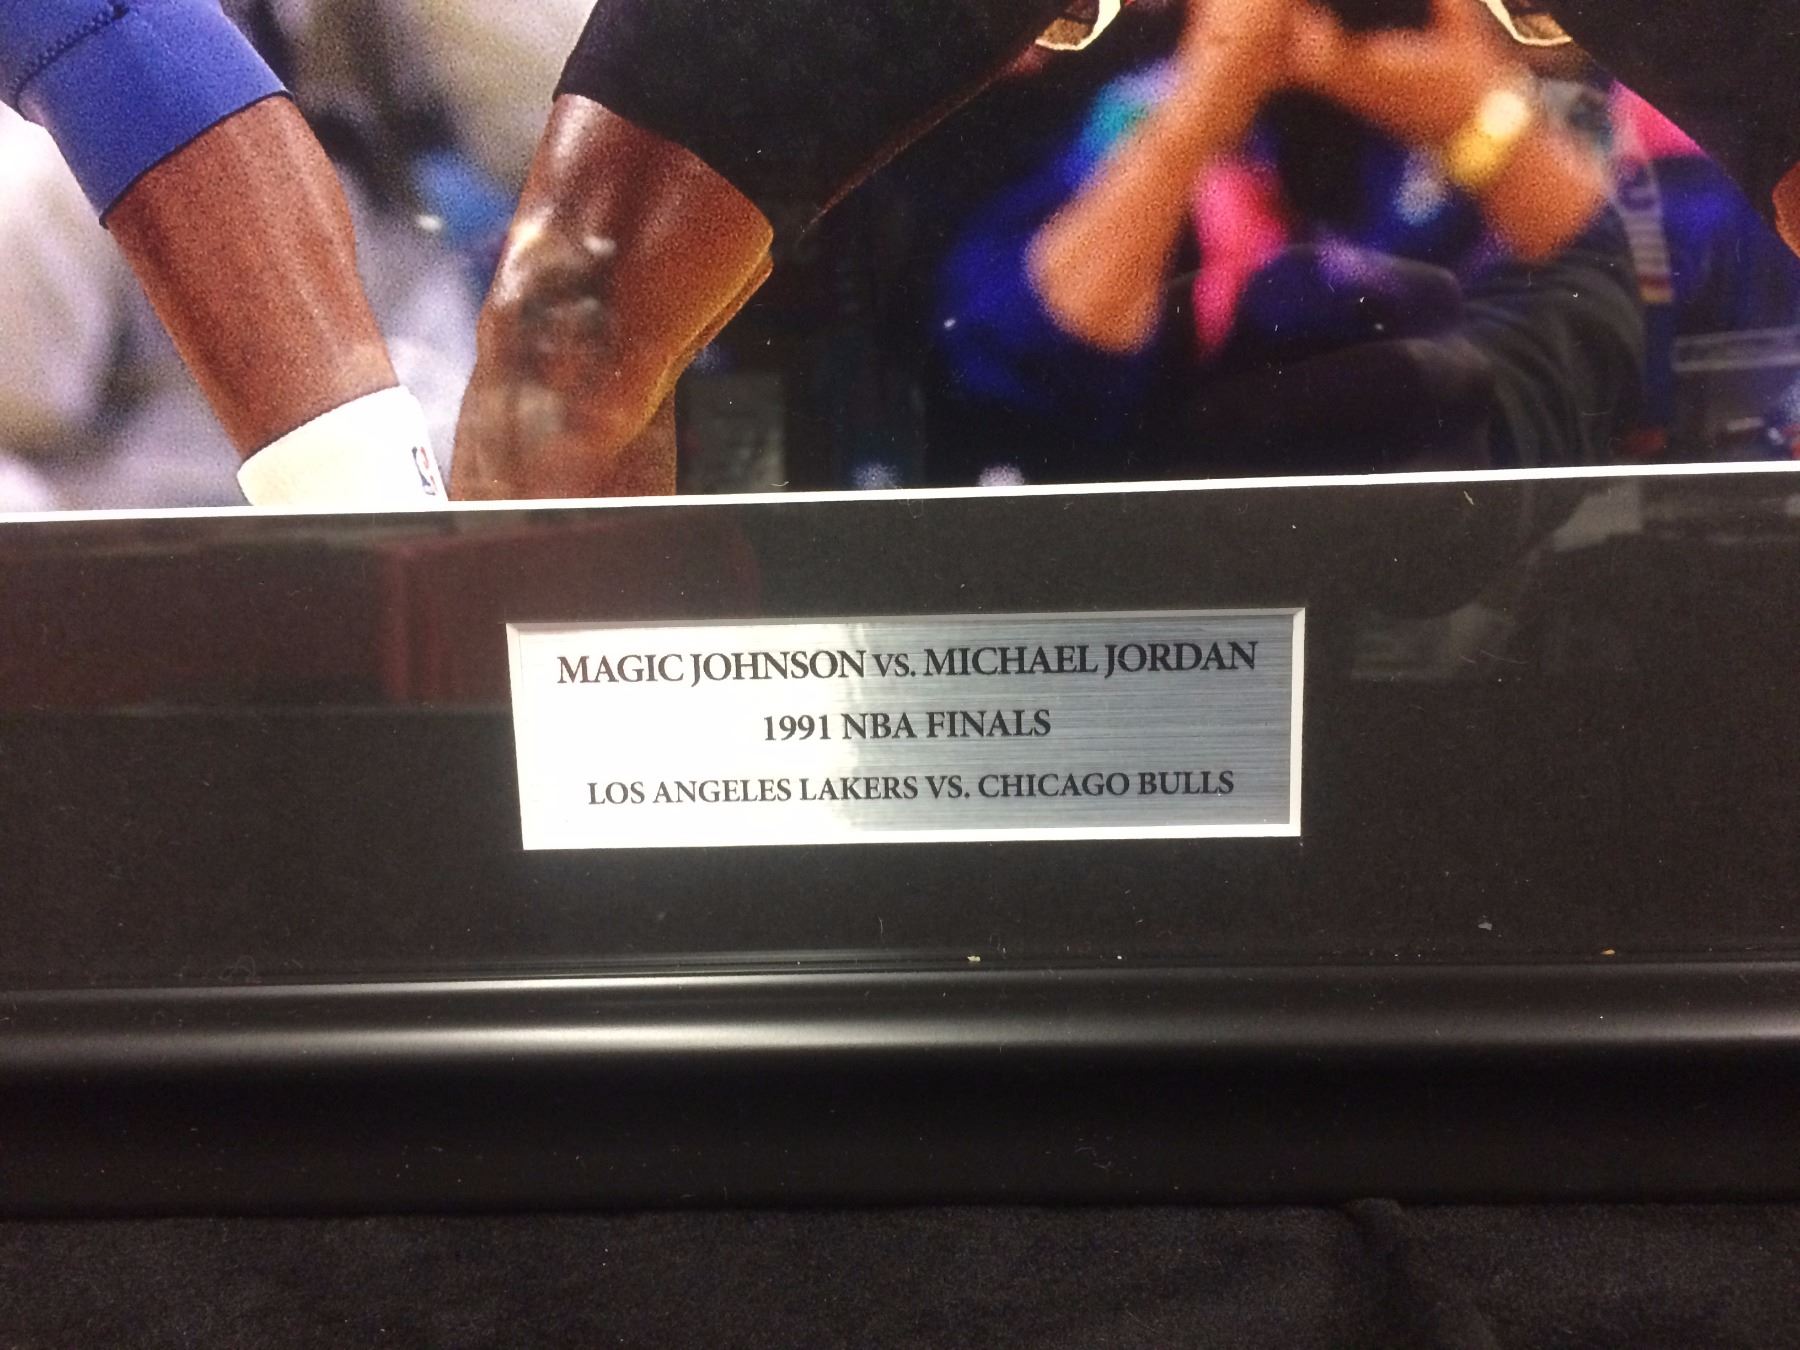 MAGIC JOHNSON VS. MICHAEL JORDAN
1991 NBA FINALS
LOS ANGELES LAKERS VS. CHICAGO BULLS